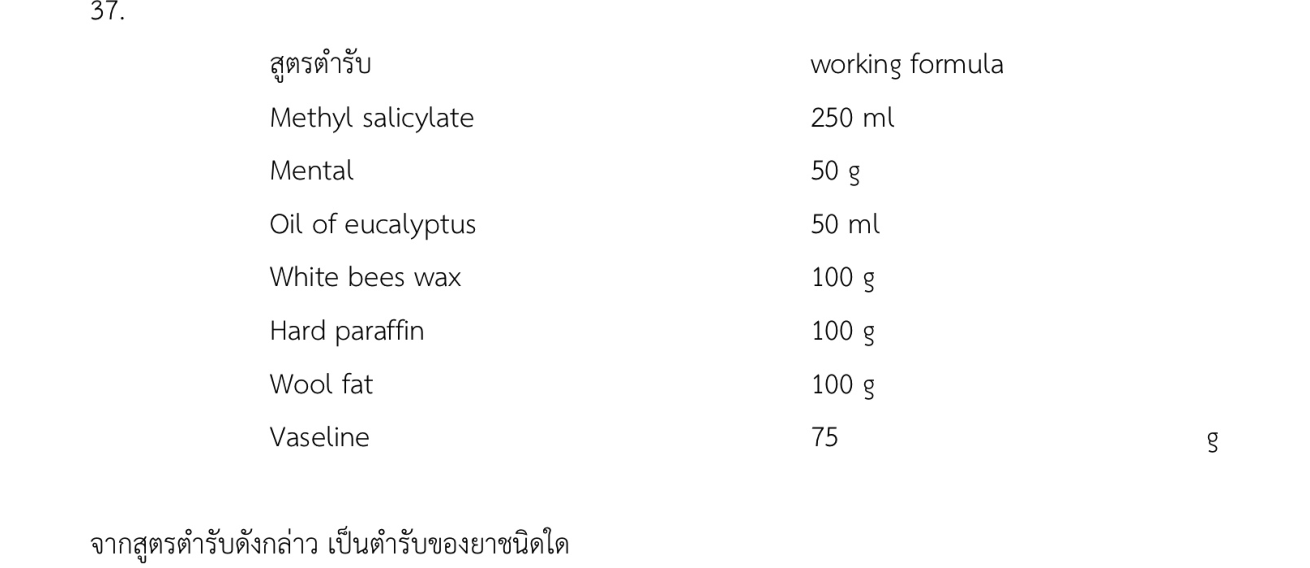 37.
สูตรตำรับ working formula
Methyl salicylate 250 ml
Mental 50 g
Oil of eucalyptus 50 ml
White bees wax 100 g
Hard paraffin 100 g
Wool fat 100 g
Vaseline 75 g
จากสูตรตำรับดังกล่าว เป็นตำรับของยาชนิดใด